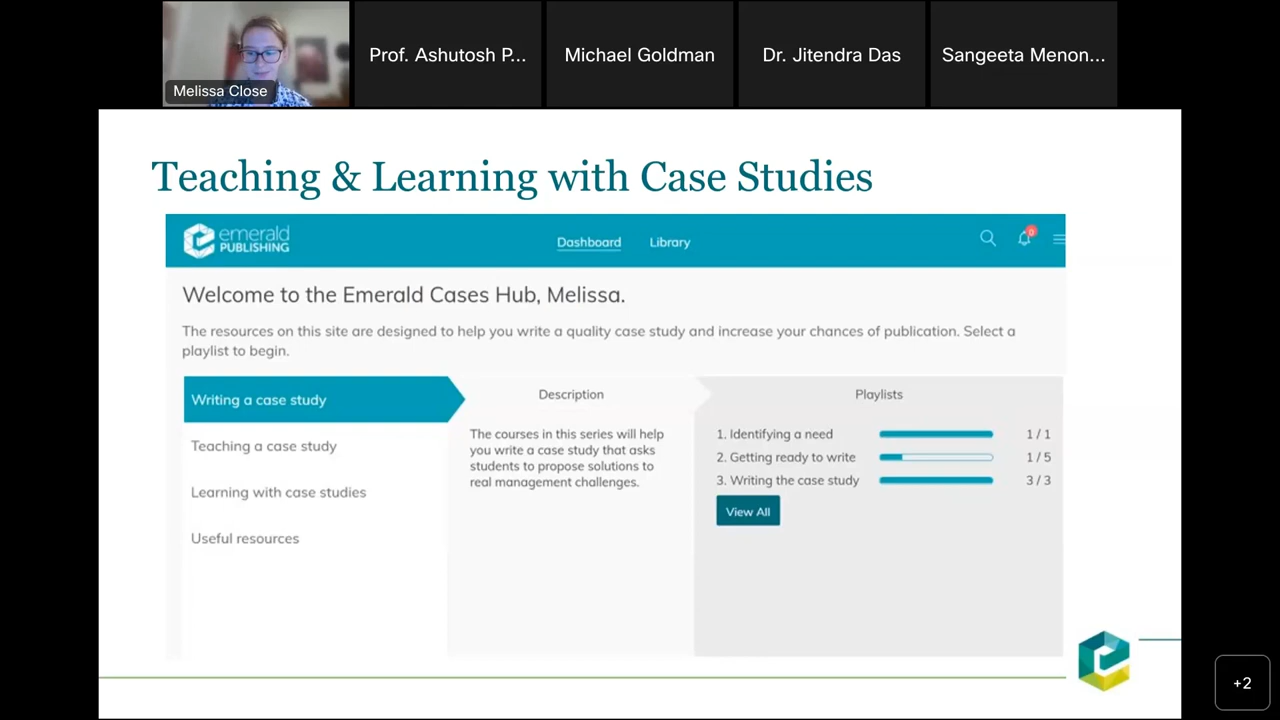 Melissa Close
Prof. Ashutosh P...
Michael Goldman
Dr. Jitendra Das
Sangeeta Menon...
Teaching & Learning with Case Studies
emerald
PUBLISHING
Dashboard
Library
0
Welcome to the Emerald Cases Hub, Melissa.
The resources on this site are designed to help you write a quality case study and increase your chances of publication. Select a
playlist to begin.
Writing a case study
Teaching a case study
Learning with case studies
Useful resources
Description
The courses in this series will help
you write a case study that asks
students to propose solutions to
real management challenges.
Playlists
1. Identifying a need 1 / 1
2. Getting ready to write 1 / 5
3. Writing the case study 3 / 3
View All
+2